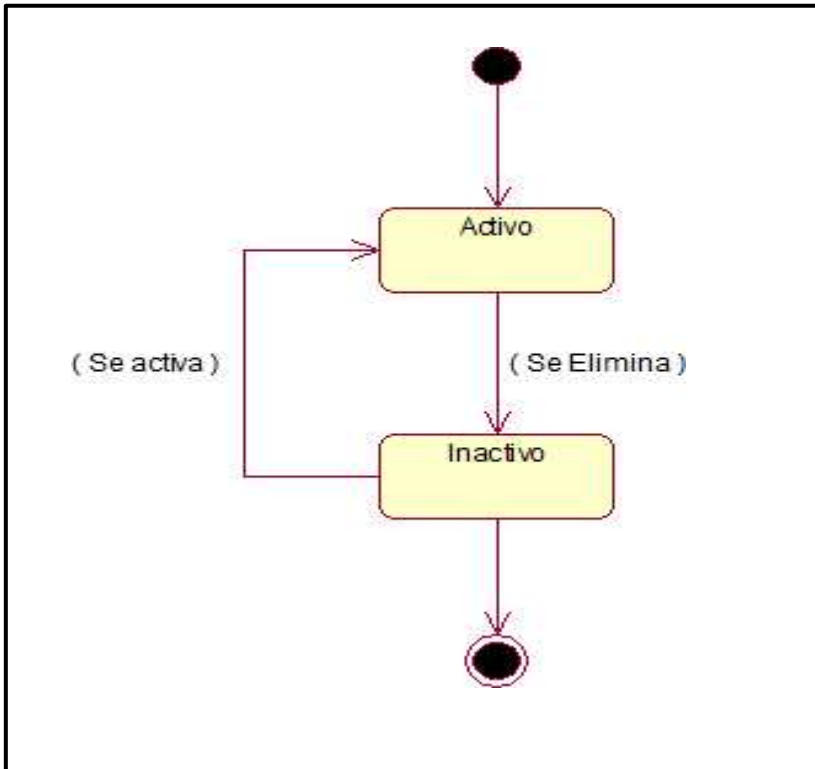 Activo
( Se activa )
( Se Elimina )
Inactivo